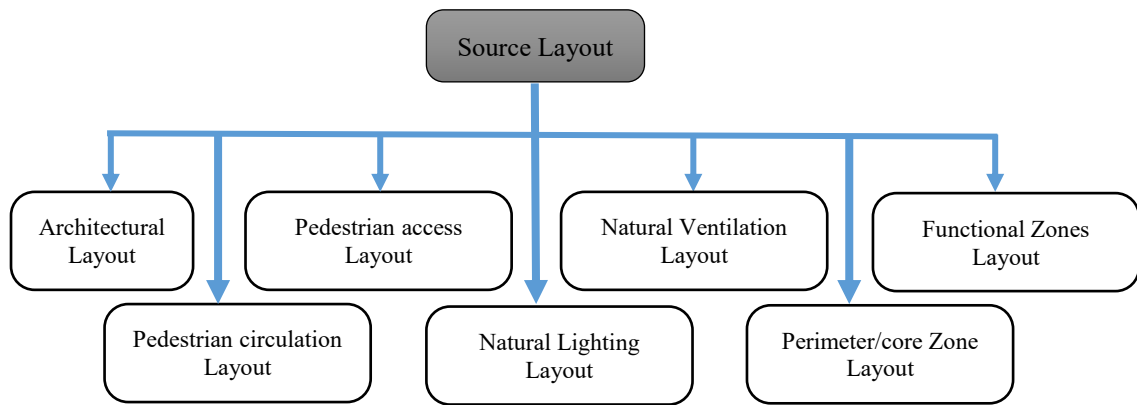 Source Layout
Architectural
Layout
Pedestrian access
Layout
Natural Ventilation
Layout
Functional Zones
Layout
Pedestrian circulation
Layout
Natural Lighting
Layout
Perimeter/core Zone
Layout